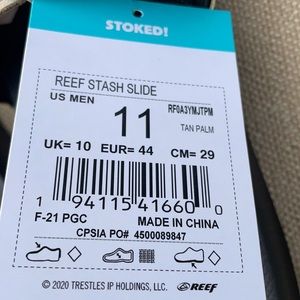 STOKED!
REEF STASH SLIDE
US MEN
RF0A3YMJTPM
11
TAN PALM
UK= 10 EUR= 44 CM= 29
1 94115 41660 0
F-21 PGC MADE IN CHINA
CPSIA PO# 4500089847
© 2020 TRESTLES IP HOLDINGS, LLC. REEF